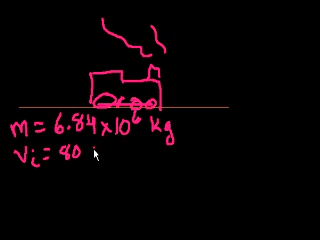 m = 6.84 x 10⁶ kg
vᵢ = 80